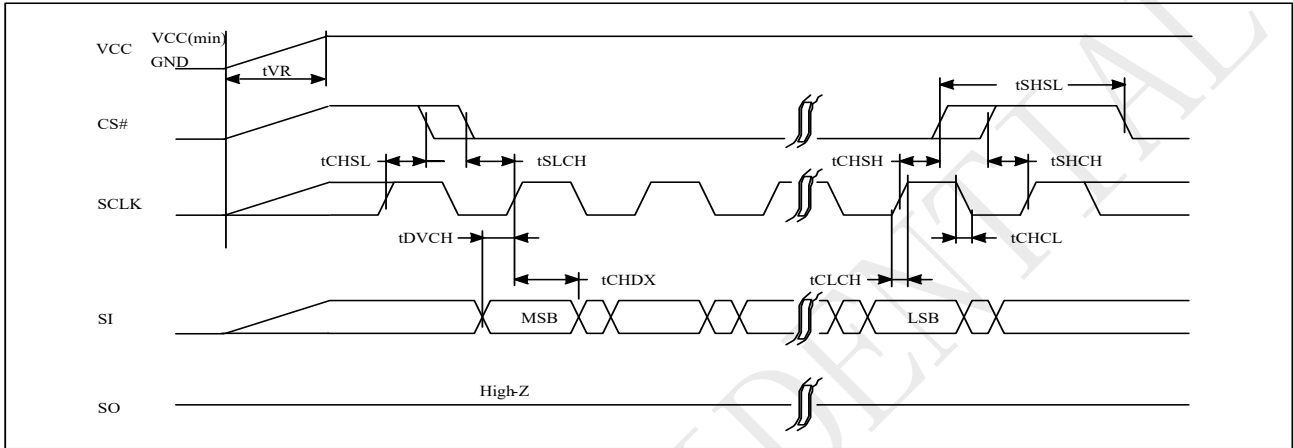 VCC
VCC(min)
GND
tVR
tSHSL
CS#
tCHSL
tSLCH
tCHSH
tSHCH
SCLK
tDVCH
tCHCL
tCHDX
tCLCH
SI
MSB
LSB
High-Z
SO
DENTIAL